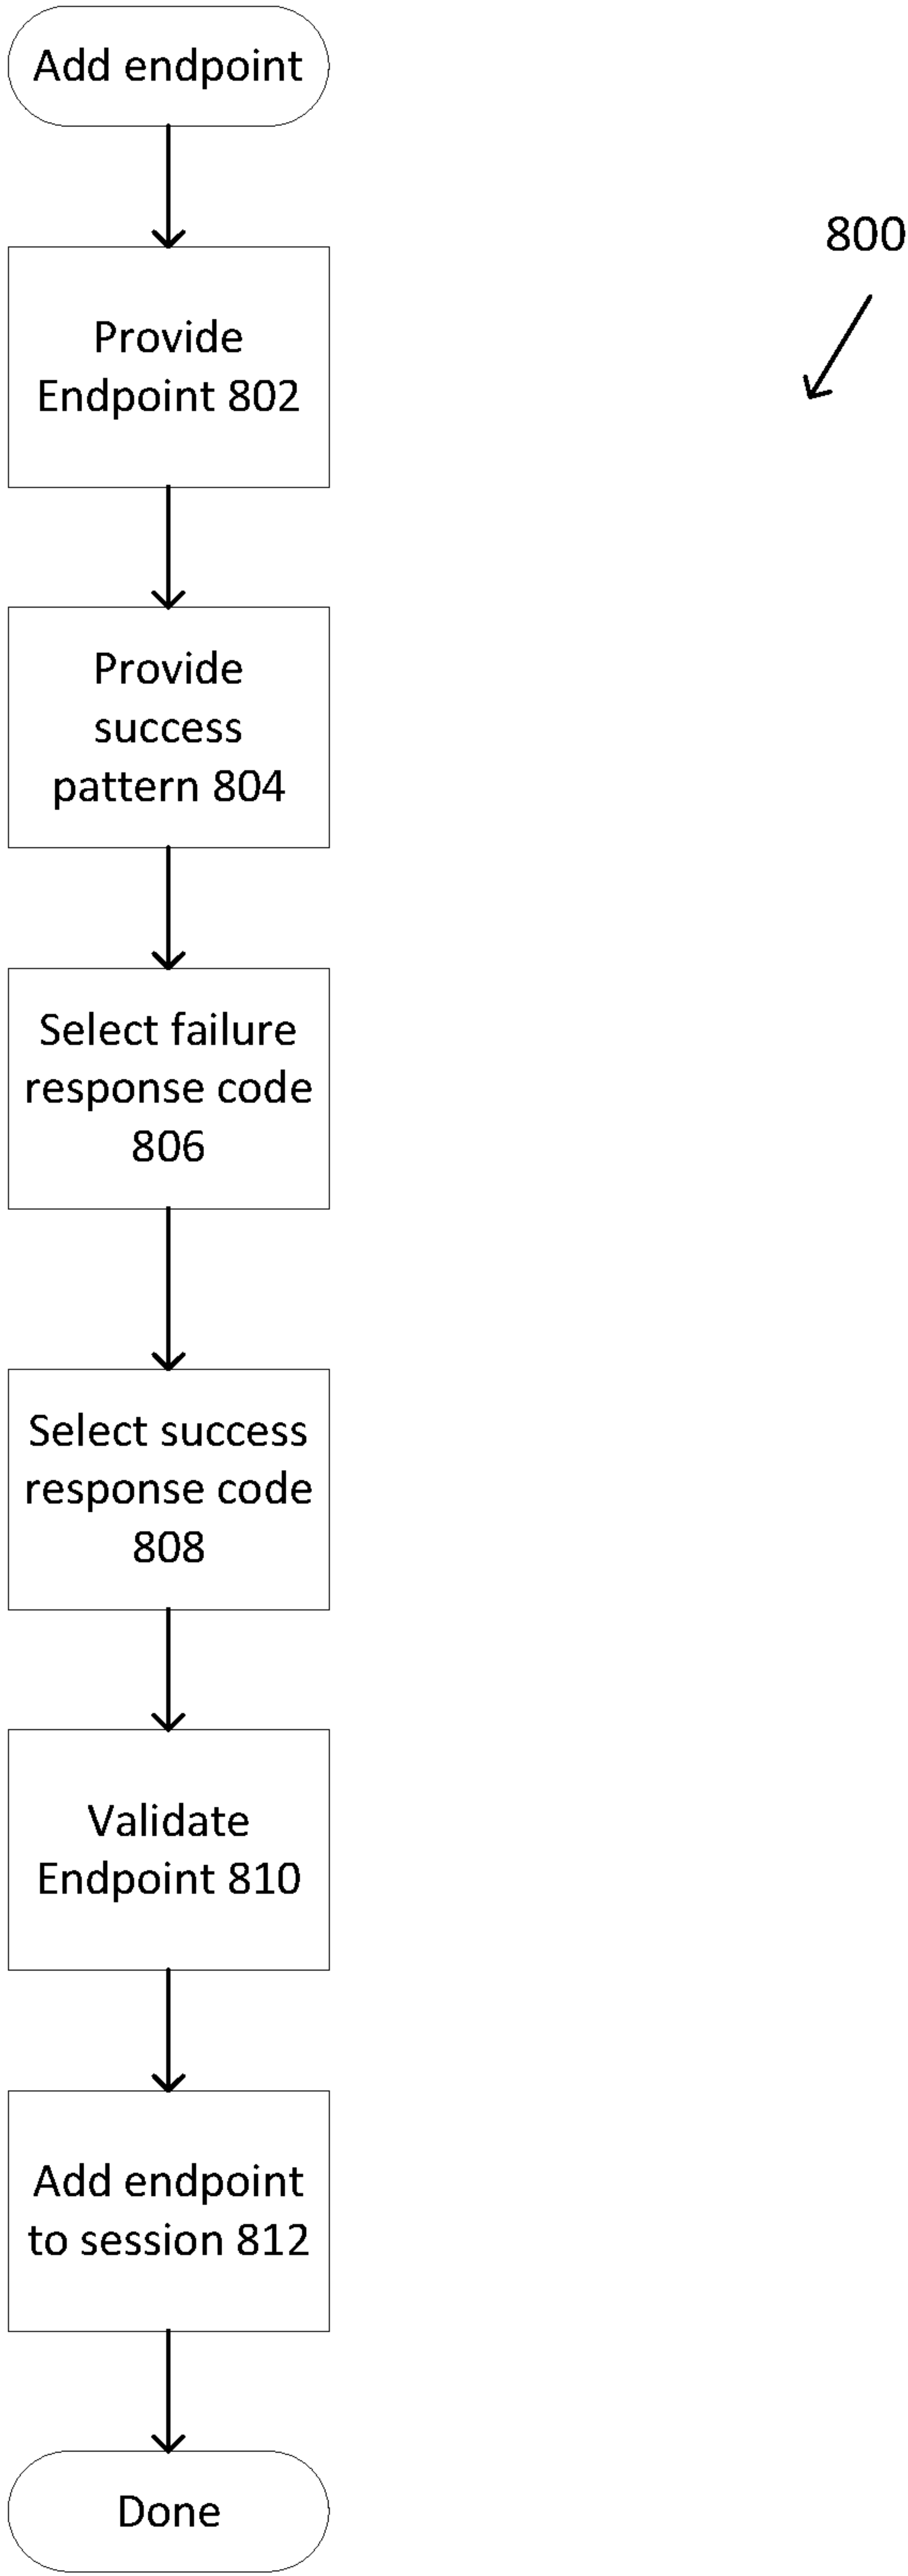 Add endpoint
800
Provide
Endpoint 802
Provide
success
pattern 804
Select failure
response code
806
Select success
response code
808
Validate
Endpoint 810
Add endpoint
to session 812
Done